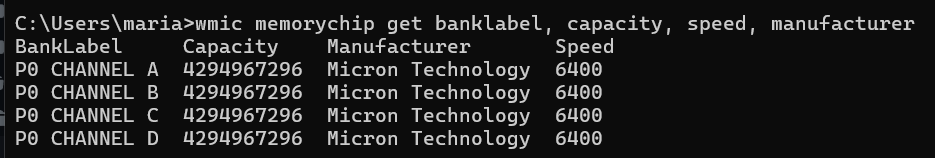 C:\Users\maria>wmic memorychip get banklabel, capacity, speed, manufacturer
BankLabel     Capacity    Manufacturer       Speed
P0 CHANNEL A  4294967296  Micron Technology  6400
P0 CHANNEL B  4294967296  Micron Technology  6400
P0 CHANNEL C  4294967296  Micron Technology  6400
P0 CHANNEL D  4294967296  Micron Technology  6400